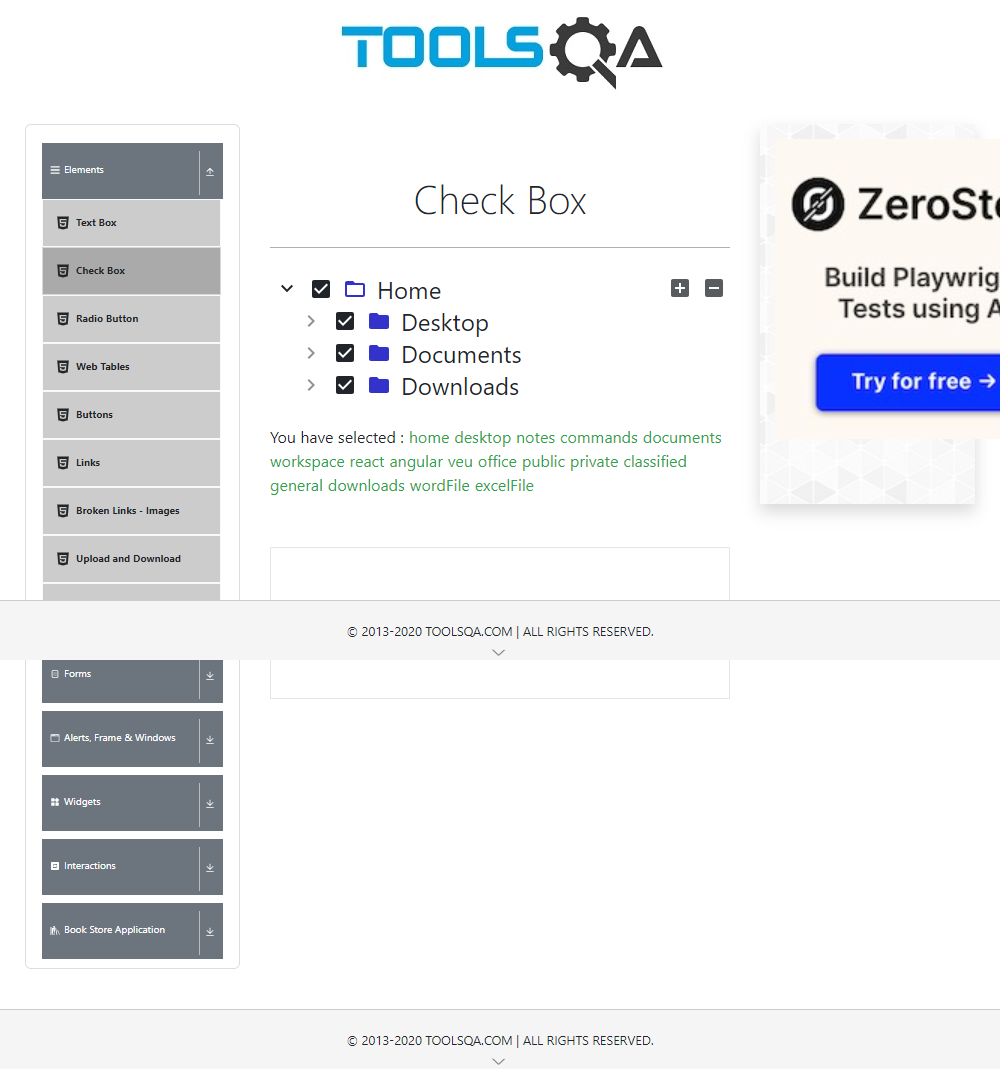 TOOLSQA
Elements
Text Box
Check Box
Radio Button
Web Tables
Buttons
Links
Broken Links - Images
Upload and Download
Check Box
Home
Desktop
Documents
Downloads
You have selected : home desktop notes commands documents
workspace react angular veu office public private classified
general downloads wordFile excelFile
Build
Tests using
Try for free →
© 2013-2020 TOOLSQA.COM | ALL RIGHTS RESERVED.
Forms
Alerts, Frame & Windows
Widgets
Interactions
Book Store Application
© 2013-2020 TOOLSQA.COM | ALL RIGHTS RESERVED.